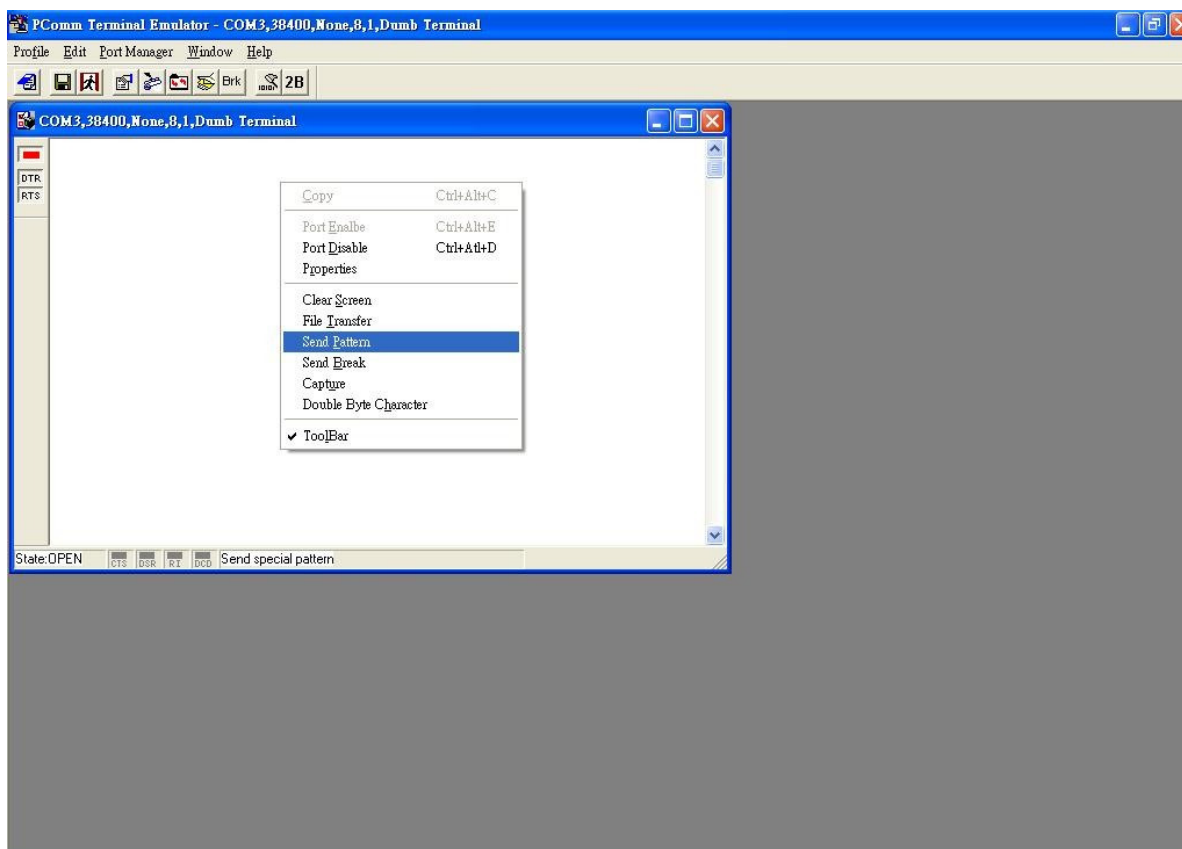 PComm Terminal Emulator - COM3,38400,None,8,1,Dumb Terminal
Profile Edit Port Manager Window Help
Brk 2B
COM3,38400,None,8,1,Dumb Terminal
DTR
RTS
Copy Ctrl+Alt+C
Port Enalbe Ctrl+Alt+E
Port Disable Ctrl+Atl+D
Properties
Clear Screen
File Transfer
Send Pattern
Send Break
Capture
Double Byte Character
ToolBar
State:OPEN CTS DSR RI DCD Send special pattern